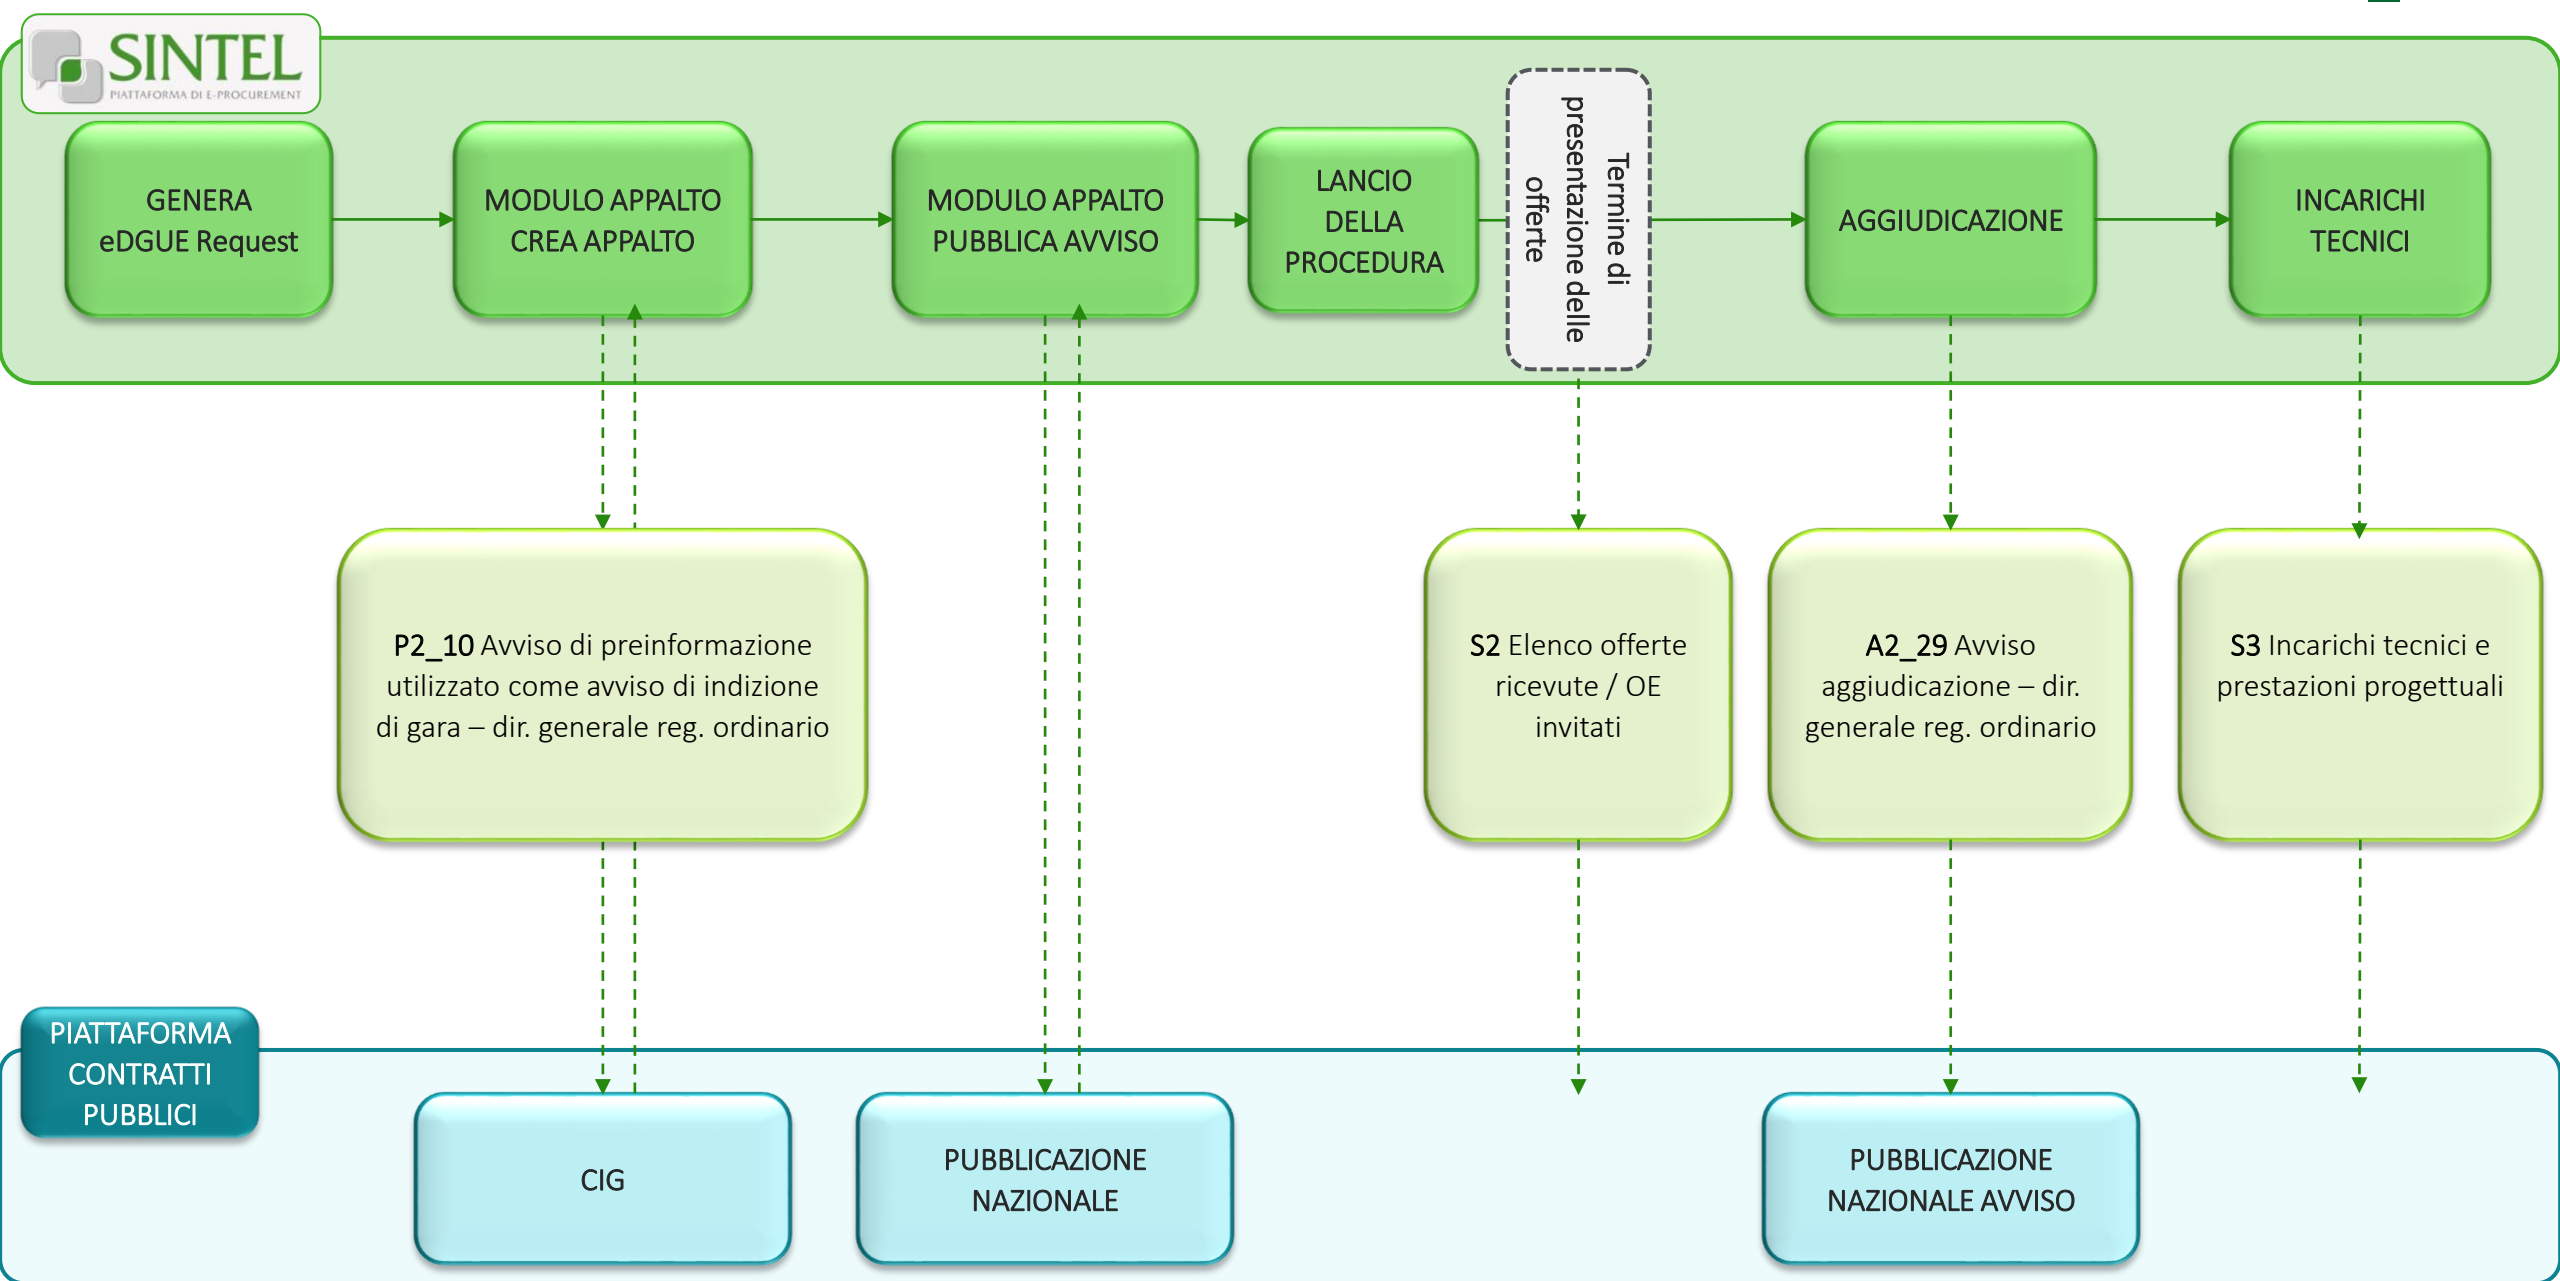 SINTEL
PIATTAFORMA DI E-PROCUREMENT
GENERA
eDGUE Request
MODULO APPALTO
CREA APPALTO
MODULO APPALTO
PUBBLICA AVVISO
LANCIO
DELLA
PROCEDURA
Termine di
presentazione delle
offerte
AGGIUDICAZIONE
INCARICHI
TECNICI
P2_10 Avviso di preinformazione
utilizzato come avviso di indizione
di gara – dir. generale reg. ordinario
S2 Elenco offerte
ricevute / OE
invitati
A2_29 Avviso
aggiudicazione – dir.
generale reg. ordinario
S3 Incarichi tecnici e
prestazioni progettuali
PIATTAFORMA
CONTRATTI
PUBBLICI
CIG
PUBBLICAZIONE
NAZIONALE
PUBBLICAZIONE
NAZIONALE AVVISO